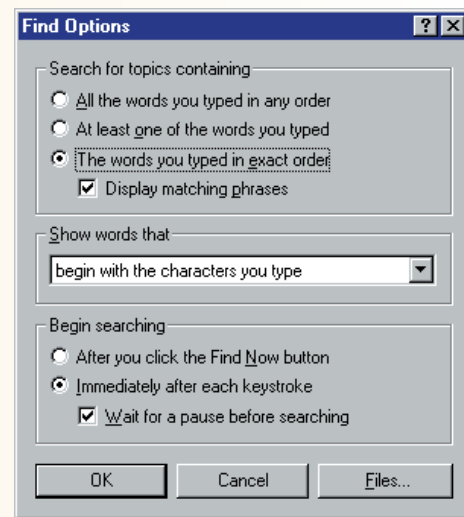 Find Options
Search for topics containing
All the words you typed in any order
At least one of the words you typed
The words you typed in exact order
Display matching phrases
Show words that
begin with the characters you type
Begin searching
After you click the Find Now button
Immediately after each keystroke
Wait for a pause before searching
OK Cancel Files...